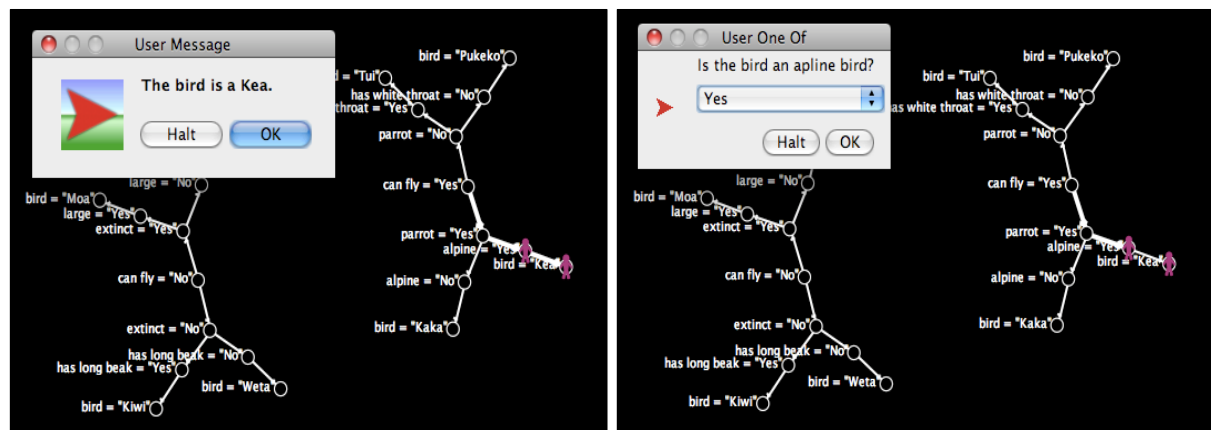 User Message
The bird is a Kea.
Halt
OK
bird = "Pukeko"
d = "Tui"
has white throat = "No"
throat = "Yes
parrot = "No"
can fly = "Yes"
large = "No"
bird = "Moa"
large = "Yes"
extinct = "Yes"
parrot = "Yes"
alpine = "Yes"
bird = "Kea"
can fly = "No"
alpine = "No"
extinct = "No"
bird = "Kaka"
has long beak = "No"
has long beak = "Yes"
bird = "Weta"
bird = "Kiwi"
User One Of
Is the bird an apline bird?
Yes
Halt
OK
bird = "Pukeko"
bird = "Tui"
has white throat = "No"
as white throat = "Yes
parrot = "No"
can fly = "Yes"
large = "No"
bird = "Moa"
large = "Yes"
extinct = "Yes"
parrot = "Yes"
alpine = "Yes"
bird = "Kea"
can fly = "No"
alpine = "No"
extinct = "No"
bird = "Kaka"
has long beak = "No"
has long beak = "Yes"
bird = "Weta"
bird = "Kiwi"